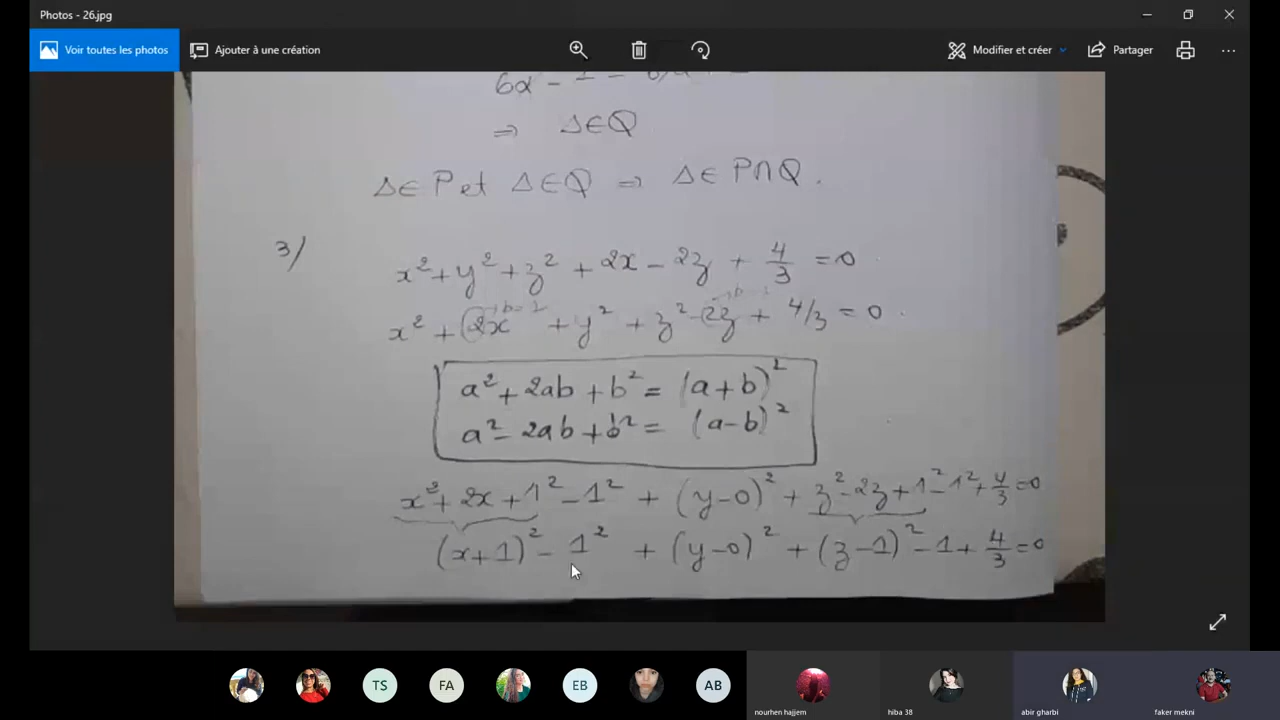 Photos - 26.jpg
Voir toutes les photos
Ajouter à une création
Modifier et créer
Partager
6α - 1 =
⇒ Δ∈Q
Δ∈P et Δ∈Q ⇒ Δ∈P∩Q.
3/
x² + y² + z² + 2x - 2z + 4/3 = 0
x² + 2x + y² + z² - 2z + 4/3 = 0.
a² + 2ab + b² = (a+b)²
a² - 2ab + b² = (a-b)²
x² + 2x + 1² - 1² + (y-0)² + z² - 2z + 1² - 1² + 4/3 = 0
(x+1)² - 1² + (y-0)² + (z-1)² - 1 + 4/3 = 0
TS
FA
EB
AB
nourhen hajjem
hiba 38
abir gharbi
faker mekni